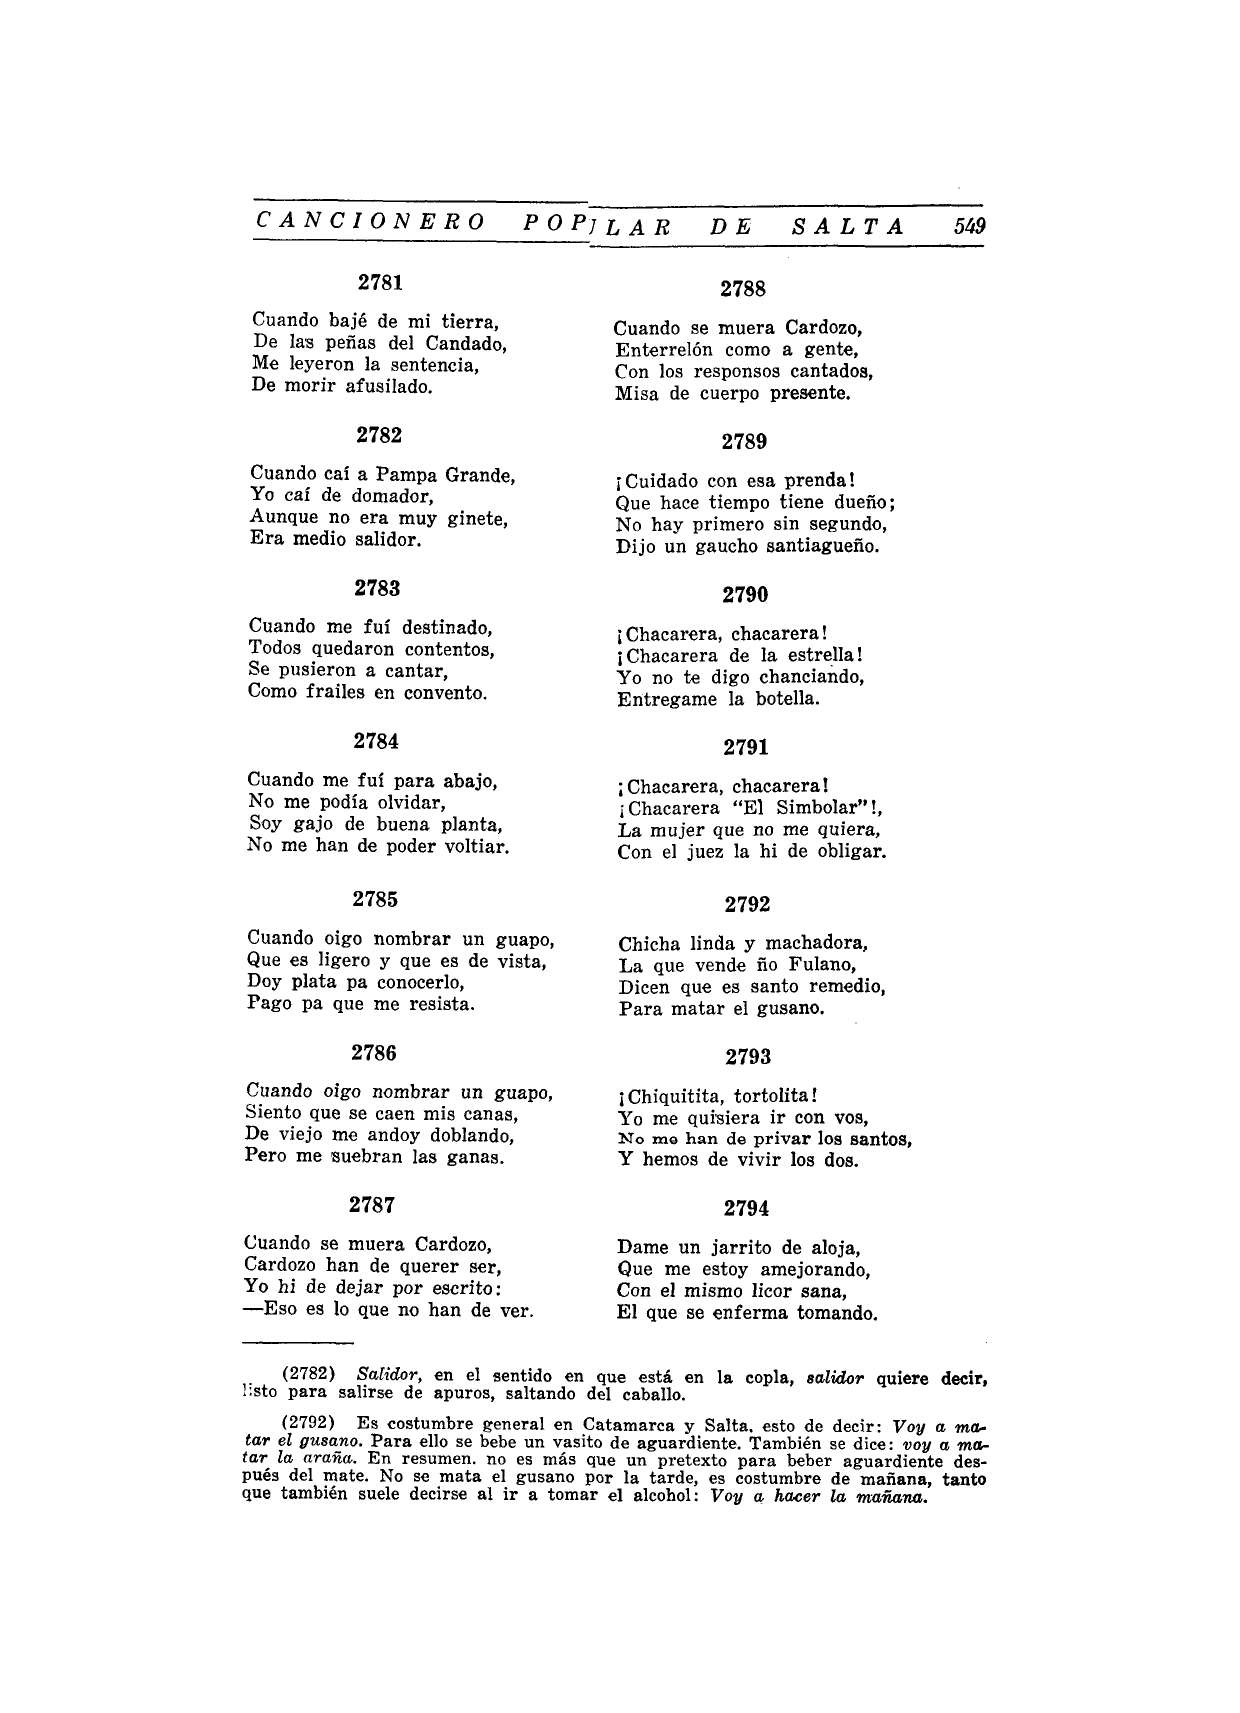 CANCIONERO POPULAR DE SALTA 549
2781
Cuando bajé de mi tierra,
De las peñas del Candado,
Me leyeron la sentencia,
De morir afusilado.
2782
Cuando caí a Pampa Grande,
Yo caí de domador,
Aunque no era muy ginete,
Era medio salidor.
2783
Cuando me fuí destinado,
Todos quedaron contentos,
Se pusieron a cantar,
Como frailes en convento.
2784
Cuando me fuí para abajo,
No me podía olvidar,
Soy gajo de buena planta,
No me han de poder voltiar.
2785
Cuando oigo nombrar un guapo,
Que es ligero y que es de vista,
Doy plata pa conocerlo,
Pago pa que me resista.
2786
Cuando oigo nombrar un guapo,
Siento que se caen mis canas,
De viejo me andoy doblando,
Pero me suebran las ganas.
2787
Cuando se muera Cardozo,
Cardozo han de querer ser,
Yo hi de dejar por escrito:
—Eso es lo que no han de ver.
2788
Cuando se muera Cardozo,
Enterrelón como a gente,
Con los responsos cantados,
Misa de cuerpo presente.
2789
¡Cuidado con esa prenda!
Que hace tiempo tiene dueño;
No hay primero sin segundo,
Dijo un gaucho santiagueño.
2790
¡Chacarera, chacarera!
¡Chacarera de la estrella!
Yo no te digo chanciando,
Entregame la botella.
2791
¡Chacarera, chacarera!
¡Chacarera "El Simbolar"!,
La mujer que no me quiera,
Con el juez la hi de obligar.
2792
Chicha linda y machadora,
La que vende ño Fulano,
Dicen que es santo remedio,
Para matar el gusano.
2793
¡Chiquitita, tortolita!
Yo me quisiera ir con vos,
No me han de privar los santos,
Y hemos de vivir los dos.
2794
Dame un jarrito de aloja,
Que me estoy amejorando,
Con el mismo licor sana,
El que se enferma tomando.
(2782) Salidor, en el sentido en que está en la copla, salidor quiere decir,
listo para salirse de apuros, saltando del caballo.
(2792) Es costumbre general en Catamarca y Salta, esto de decir: Voy a ma-
tar el gusano. Para ello se bebe un vasito de aguardiente. También se dice: voy a ma-
tar la araña. En resumen. no es más que un pretexto para beber aguardiente des-
pués del mate. No se mata el gusano por la tarde, es costumbre de mañana, tanto
que también suele decirse al ir a tomar el alcohol: Voy a hacer la mañana.